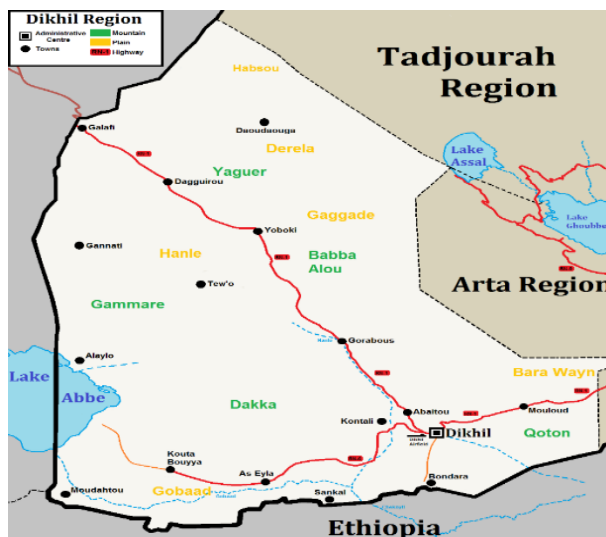 Dikhil Region
Administrative
Centre
Towns
Mountain
Plain
RN-1 Highway
Tadjourah
Region
Habsou
Galafi
Daoudaouga
Derela
Lake
Assal
Yaguer
Dagguirou
Gaggade
Lake
Ghoubbet
Yoboki
Gannati
Hanle
Babba
Alou
Tew'o
Arta Region
Gammare
Gorabous
Alaylo
Bara Wayn
Lake
Abbe
Dakka
Abaitou
Mouloud
Kontali
Dikhil
Qoton
Kouta
Bouyya
As Eyla
Gobaad
Moudahtou
Sankal
Bondara
Ethiopia